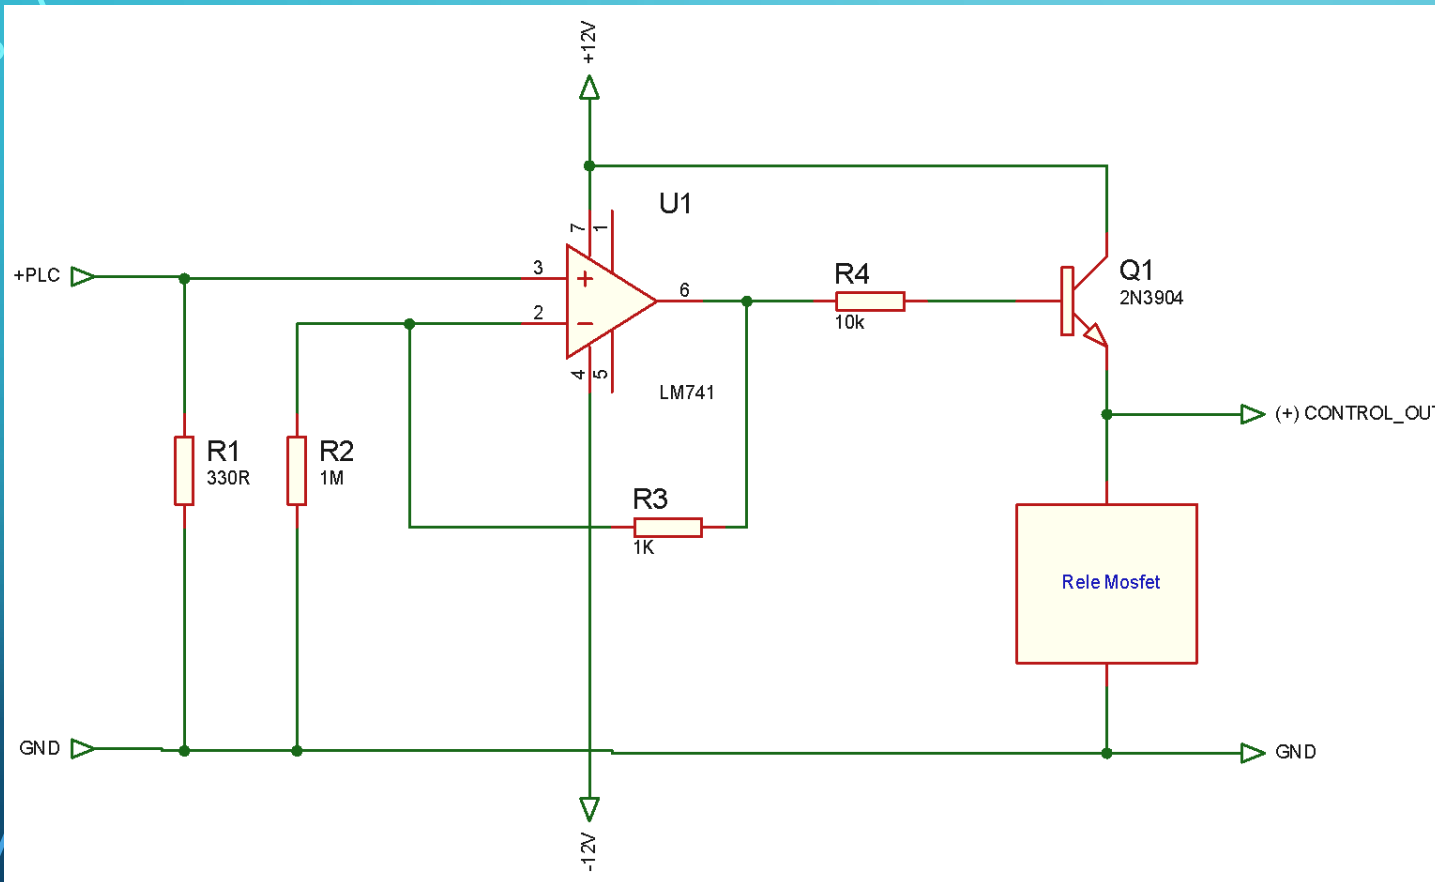 +12V
U1
7
1
+PLC
3
2
6
4
5
LM741
R4
10k
Q1
2N3904
(+) CONTROL_OUT
R1
330R
R2
1M
R3
1K
Rele Mosfet
GND
GND
-12V